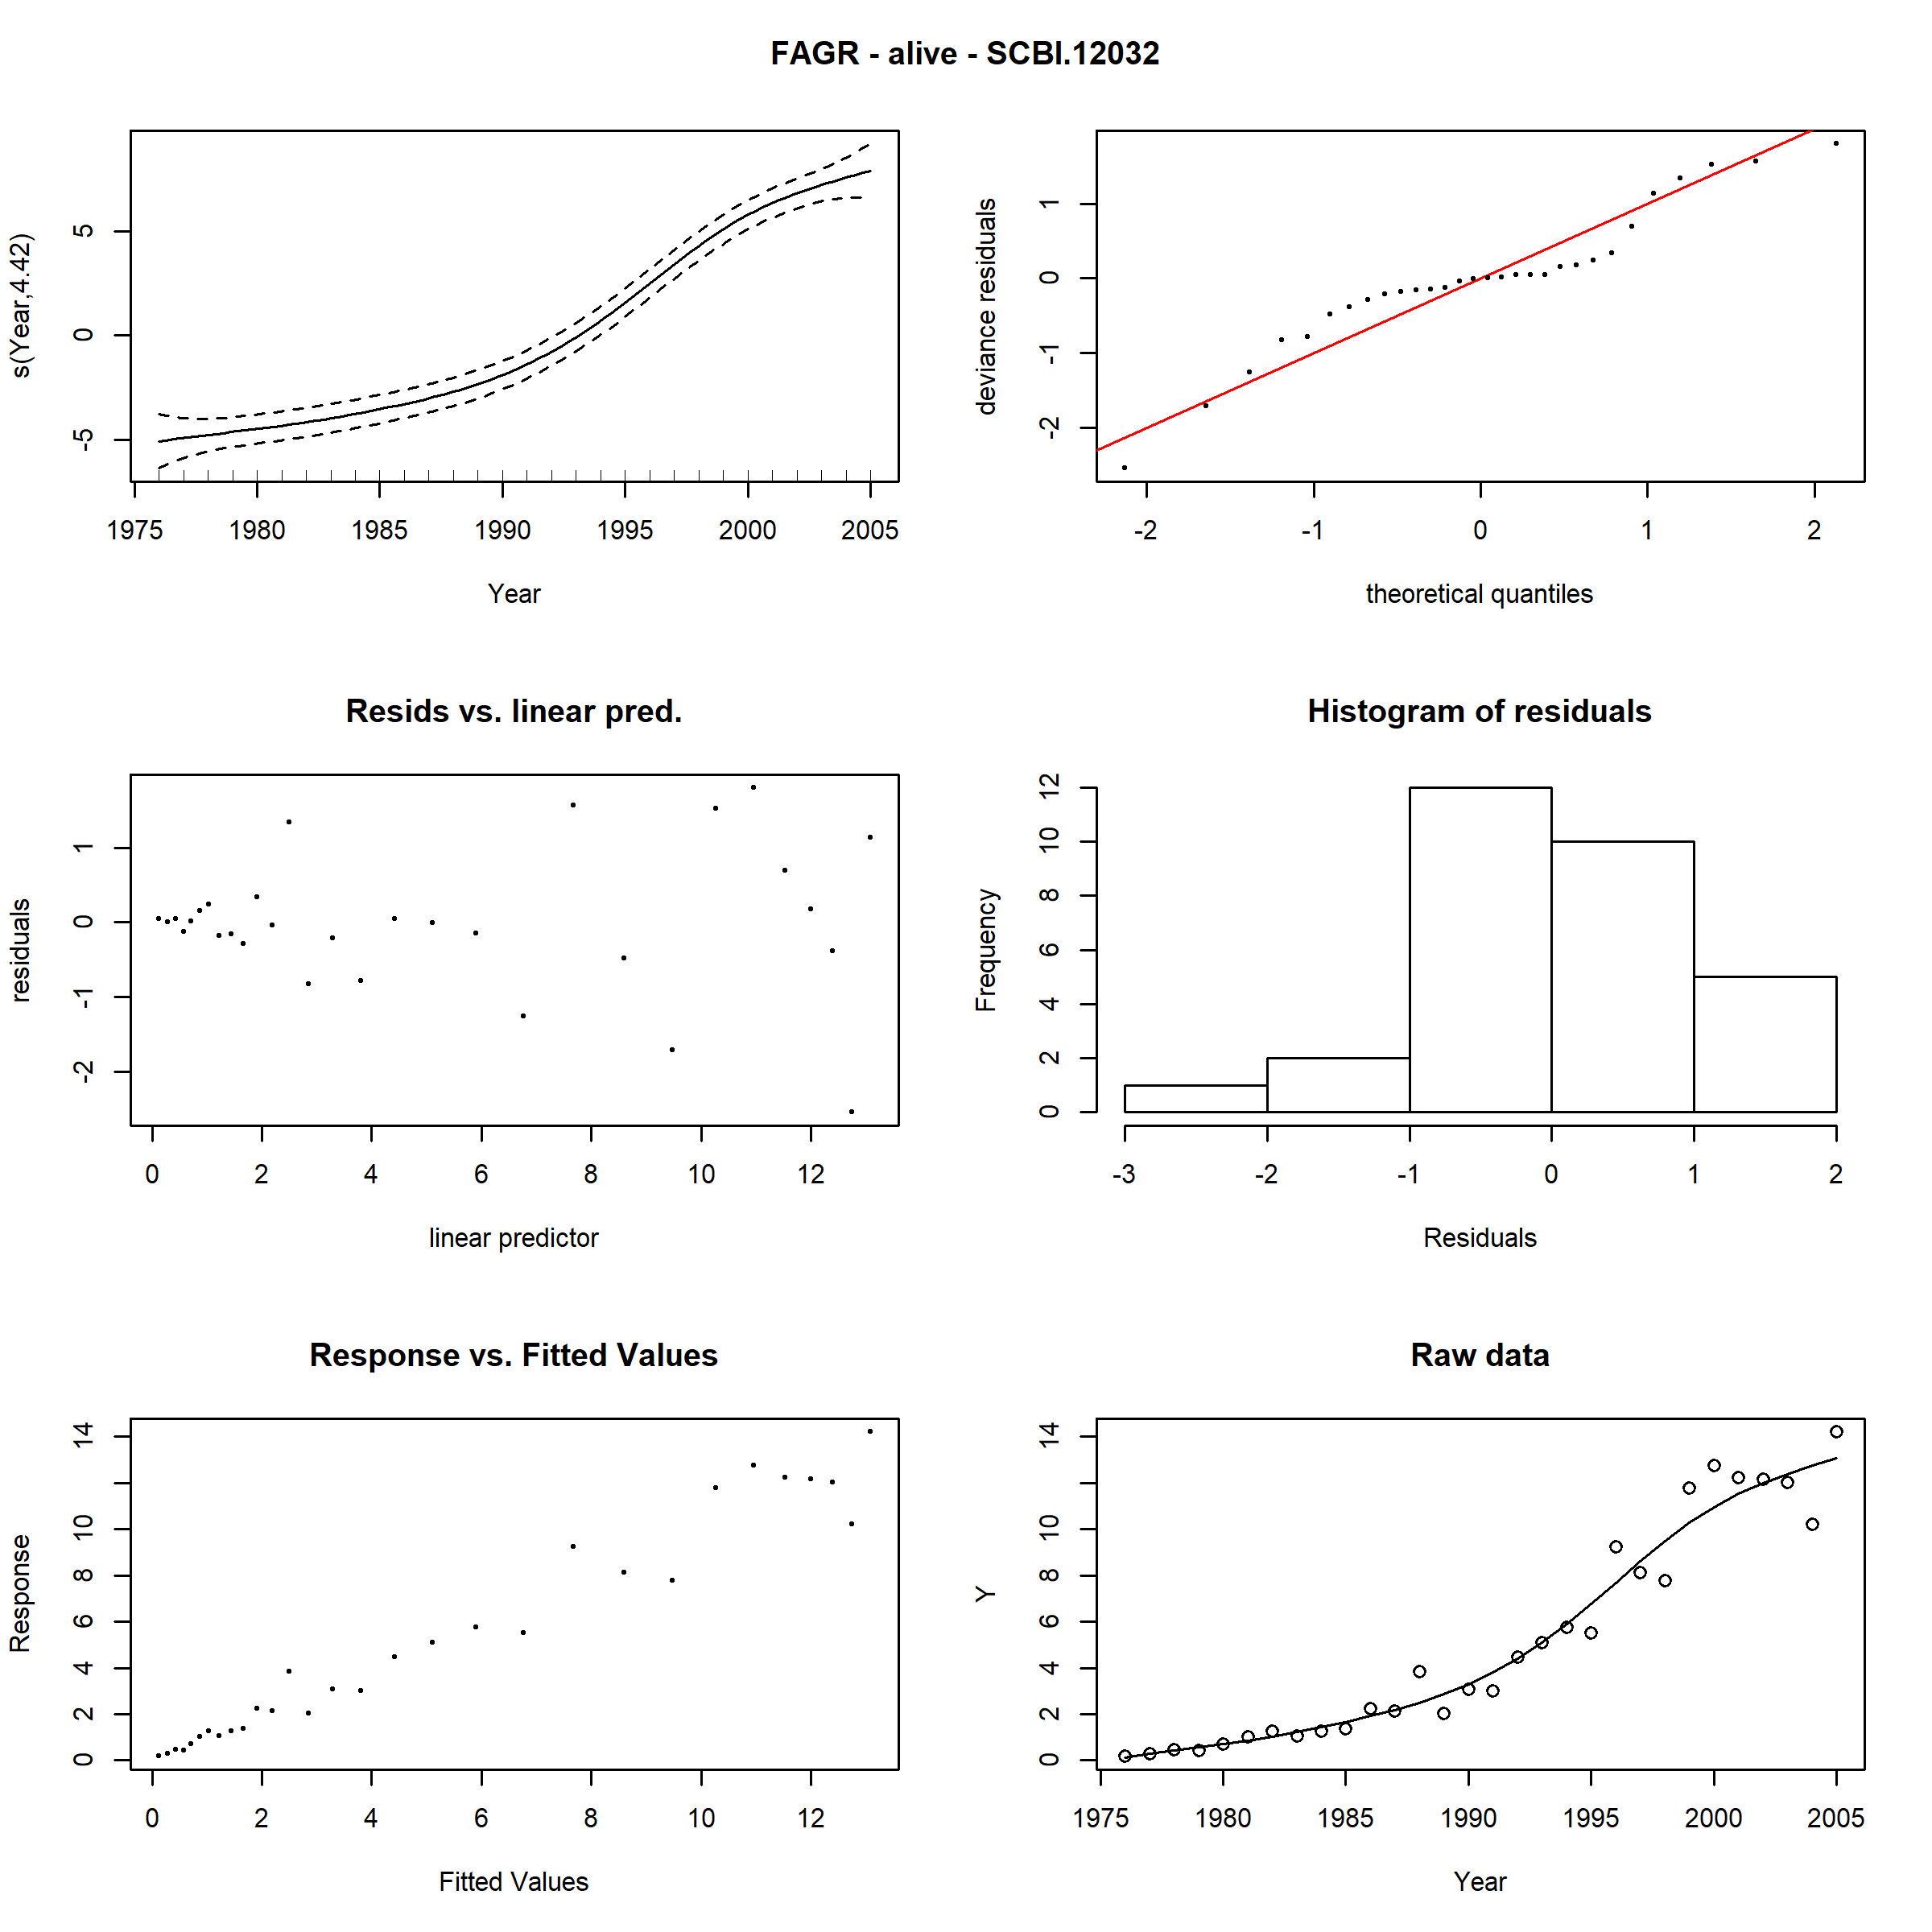 FAGR - alive - SCBI.12032
s(Year,4.42)
5
0
-5
1975 1980 1985 1990 1995 2000 2005
Year
deviance residuals
1
0
-1
-2
-2 -1 0 1 2
theoretical quantiles
Resids vs. linear pred.
residuals
1
0
-1
-2
0 2 4 6 8 10 12
linear predictor
Histogram of residuals
Frequency
12
10
8
6
4
2
0
-3 -2 -1 0 1 2
Residuals
Response vs. Fitted Values
Response
14
10
8
6
4
2
0
0 2 4 6 8 10 12
Fitted Values
Raw data
Y
14
10
8
6
4
2
0
1975 1980 1985 1990 1995 2000 2005
Year